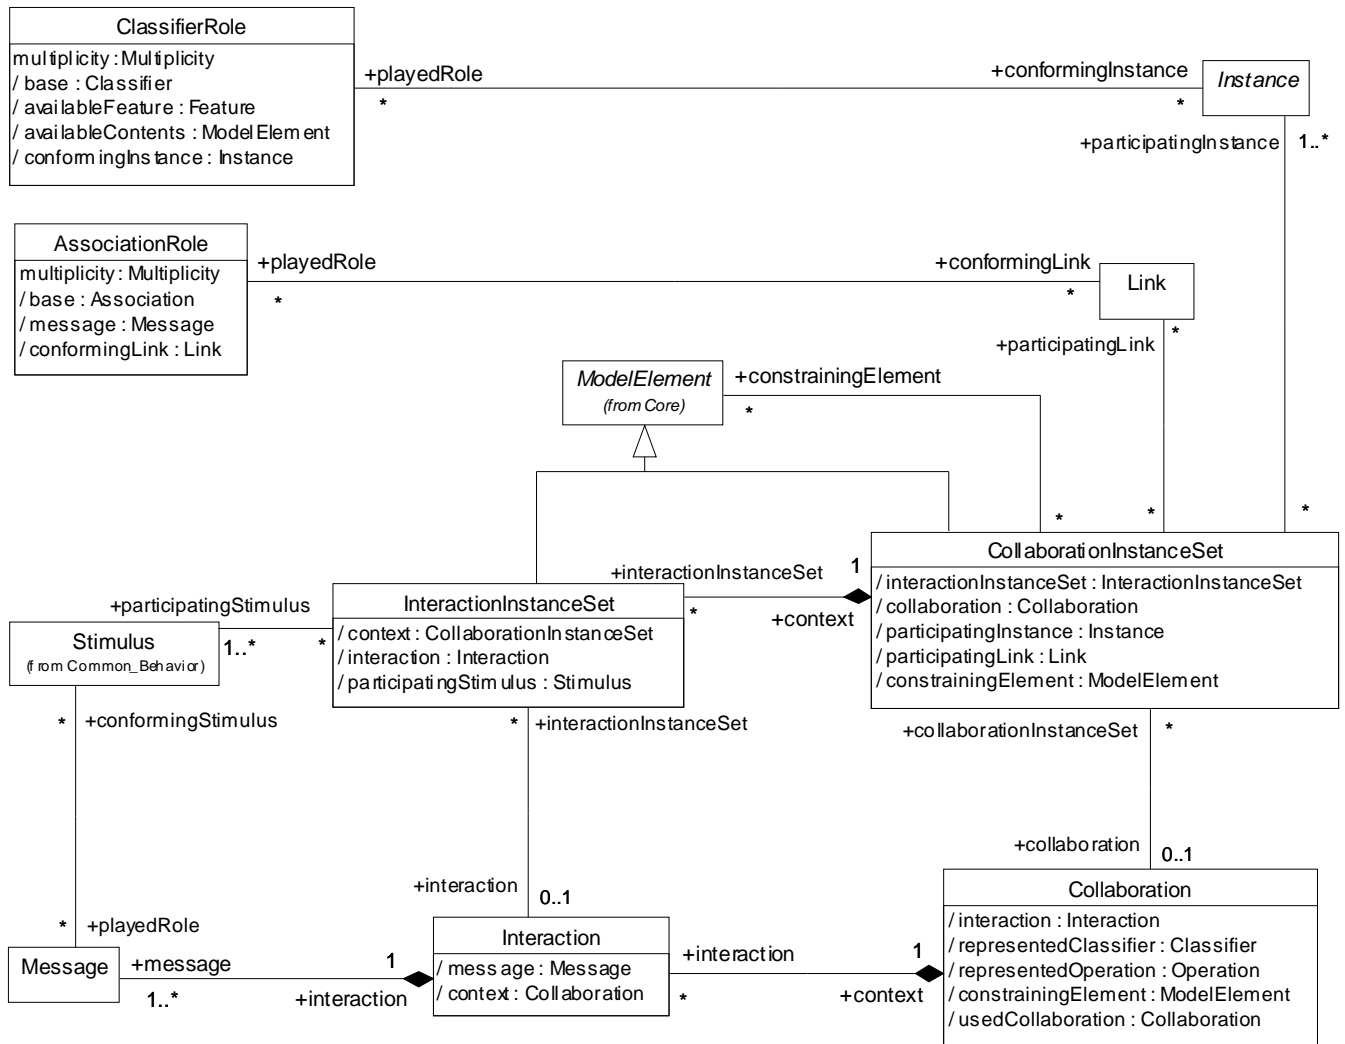 ClassifierRole
multiplicity : Multiplicity
/ base : Classifier
/ availableFeature : Feature
/ availableContents : ModelElement
/ conformingInstance : Instance
+playedRole
*
+conformingInstance
*
Instance
+participatingInstance
1..*
AssociationRole
multiplicity : Multiplicity
/ base : Association
/ message : Message
/ conformingLink : Link
+playedRole
*
+conformingLink
*
Link
*
+participatingLink
ModelElement
(from Core)
+constrainingElement
*
*
*
*
CollaborationInstanceSet
/ interactionInstanceSet : InteractionInstanceSet
/ collaboration : Collaboration
/ participatingInstance : Instance
/ participatingLink : Link
/ constrainingElement : ModelElement
+interactionInstanceSet
1
*
+context
InteractionInstanceSet
/ context : CollaborationInstanceSet
/ interaction : Interaction
/ participatingStimulus : Stimulus
+participatingStimulus
1..*
*
Stimulus
(from Common_Behavior)
*
+conformingStimulus
*
+interactionInstanceSet
+collaborationInstanceSet
*
+collaboration
0..1
+interaction
0..1
*
+playedRole
Message
+message
1..*
1
+interaction
Interaction
/ message : Message
/ context : Collaboration
+interaction
*
1
+context
Collaboration
/ interaction : Interaction
/ representedClassifier : Classifier
/ representedOperation : Operation
/ constrainingElement : ModelElement
/ usedCollaboration : Collaboration